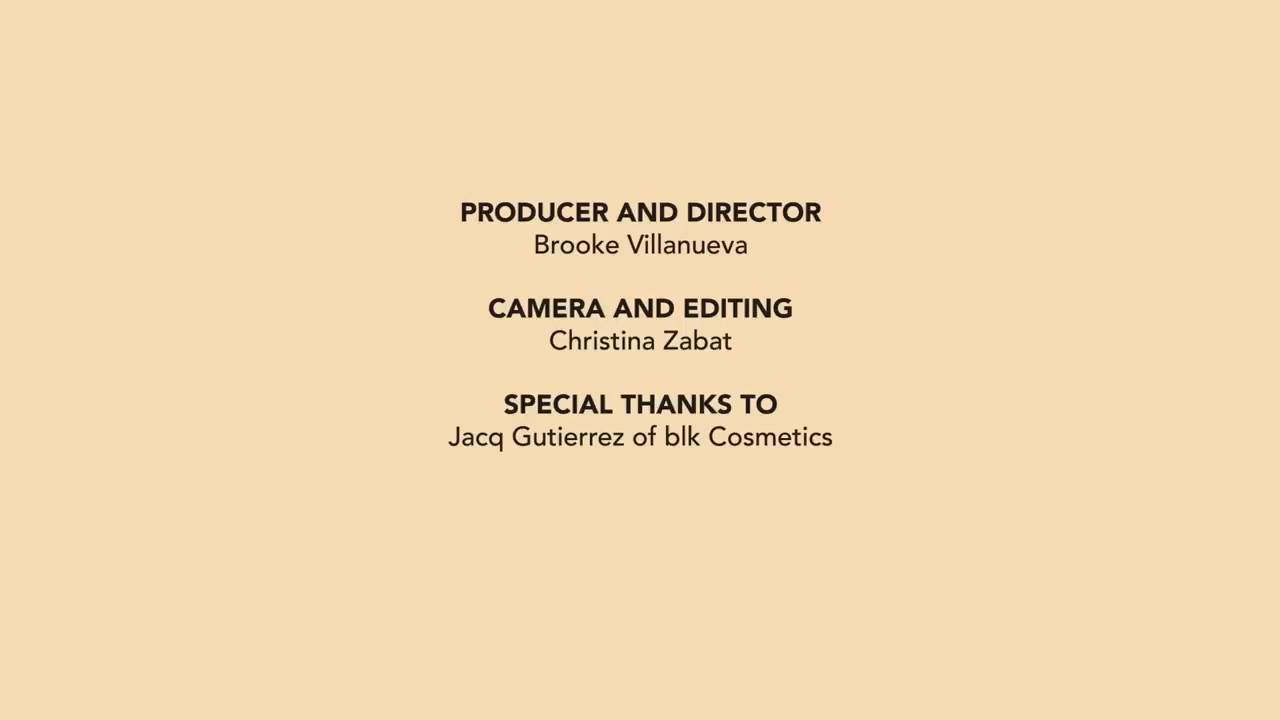 PRODUCER AND DIRECTOR
Brooke Villanueva
CAMERA AND EDITING
Christina Zabat
SPECIAL THANKS TO
Jacq Gutierrez of blk Cosmetics